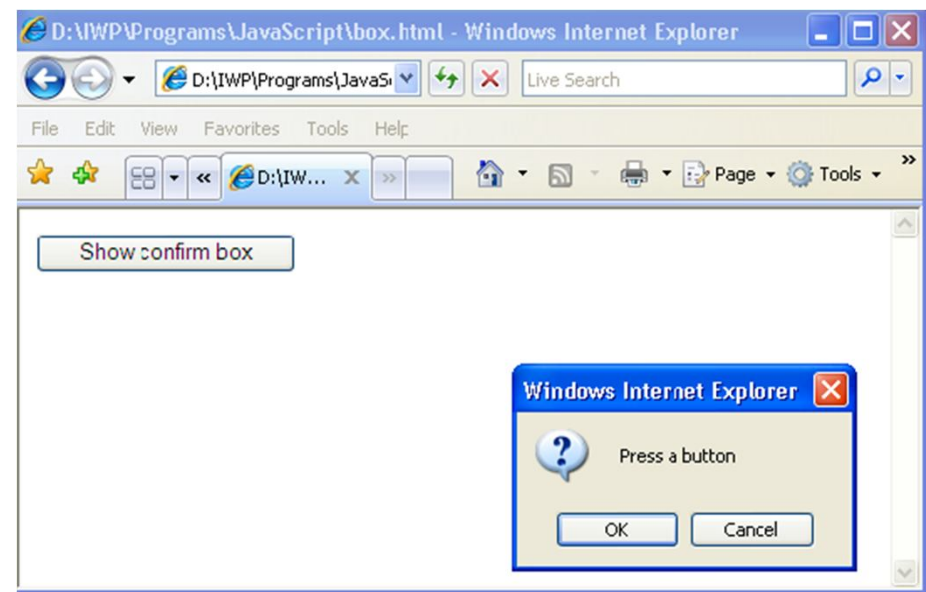 D:\IWP\Programs\JavaScript\box.html - Windows Internet Explorer
D:\IWP\Programs\JavaS Live Search
File Edit View Favorites Tools Help
« D:\IW... X » Page Tools »
Show confirm box
Windows Internet Explorer
? Press a button
OK Cancel